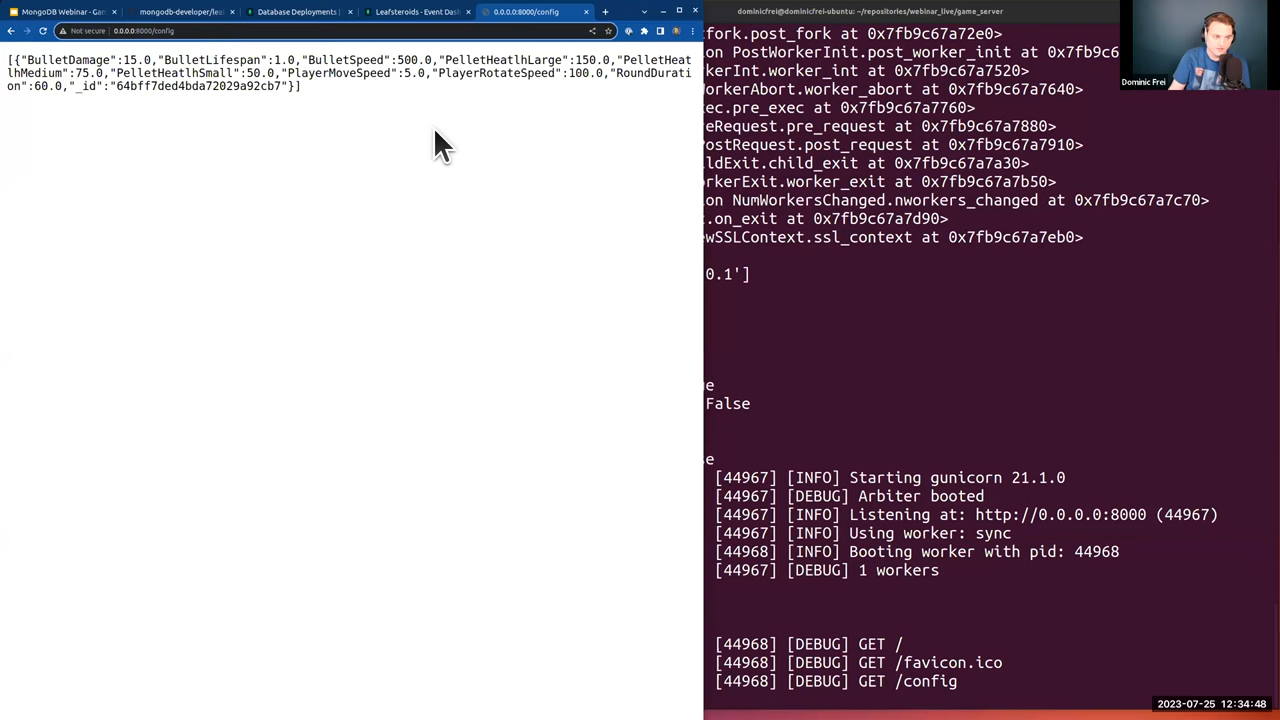 MongoDB Webinar - Gam
mongodb-developer/leaf
Database Deployments |
Leafsteroids - Event Dash
0.0.0.0:8000/config
Not secure
0.0.0.0:8000/config
[{"BulletDamage":15.0,"BulletLifespan":1.0,"BulletSpeed":500.0,"PelletHeatlhLarge":150.0,"PelletHeat
lhMedium":75.0,"PelletHeatlhSmall":50.0,"PlayerMoveSpeed":5.0,"PlayerRotateSpeed":100.0,"RoundDurati
on":60.0,"_id":"64bff7ded4bda72029a92cb7"}]
dominicfrei@dominicfrei-ubuntu: ~/repositories/webinar_live/game_server
fork.post_fork at 0x7fb9c67a72e0>
on PostWorkerInit.post_worker_init at 0x7fb9c6
rkerInt.worker_int at 0x7fb9c67a7520>
orkerAbort.worker_abort at 0x7fb9c67a7640>
ec.pre_exec at 0x7fb9c67a7760>
eRequest.pre_request at 0x7fb9c67a7880>
PostRequest.post_request at 0x7fb9c67a7910>
ildExit.child_exit at 0x7fb9c67a7a30>
rkerExit.worker_exit at 0x7fb9c67a7b50>
on NumWorkersChanged.nworkers_changed at 0x7fb9c67a7c70>
t.on_exit at 0x7fb9c67a7d90>
ewSSLContext.ssl_context at 0x7fb9c67a7eb0>
0.1']
ue
False
se
[44967] [INFO] Starting gunicorn 21.1.0
[44967] [DEBUG] Arbiter booted
[44967] [INFO] Listening at: http://0.0.0.0:8000 (44967)
[44967] [INFO] Using worker: sync
[44968] [INFO] Booting worker with pid: 44968
[44967] [DEBUG] 1 workers
[44968] [DEBUG] GET /
[44968] [DEBUG] GET /favicon.ico
[44968] [DEBUG] GET /config
Dominic Frei
2023-07-25 12:34:48